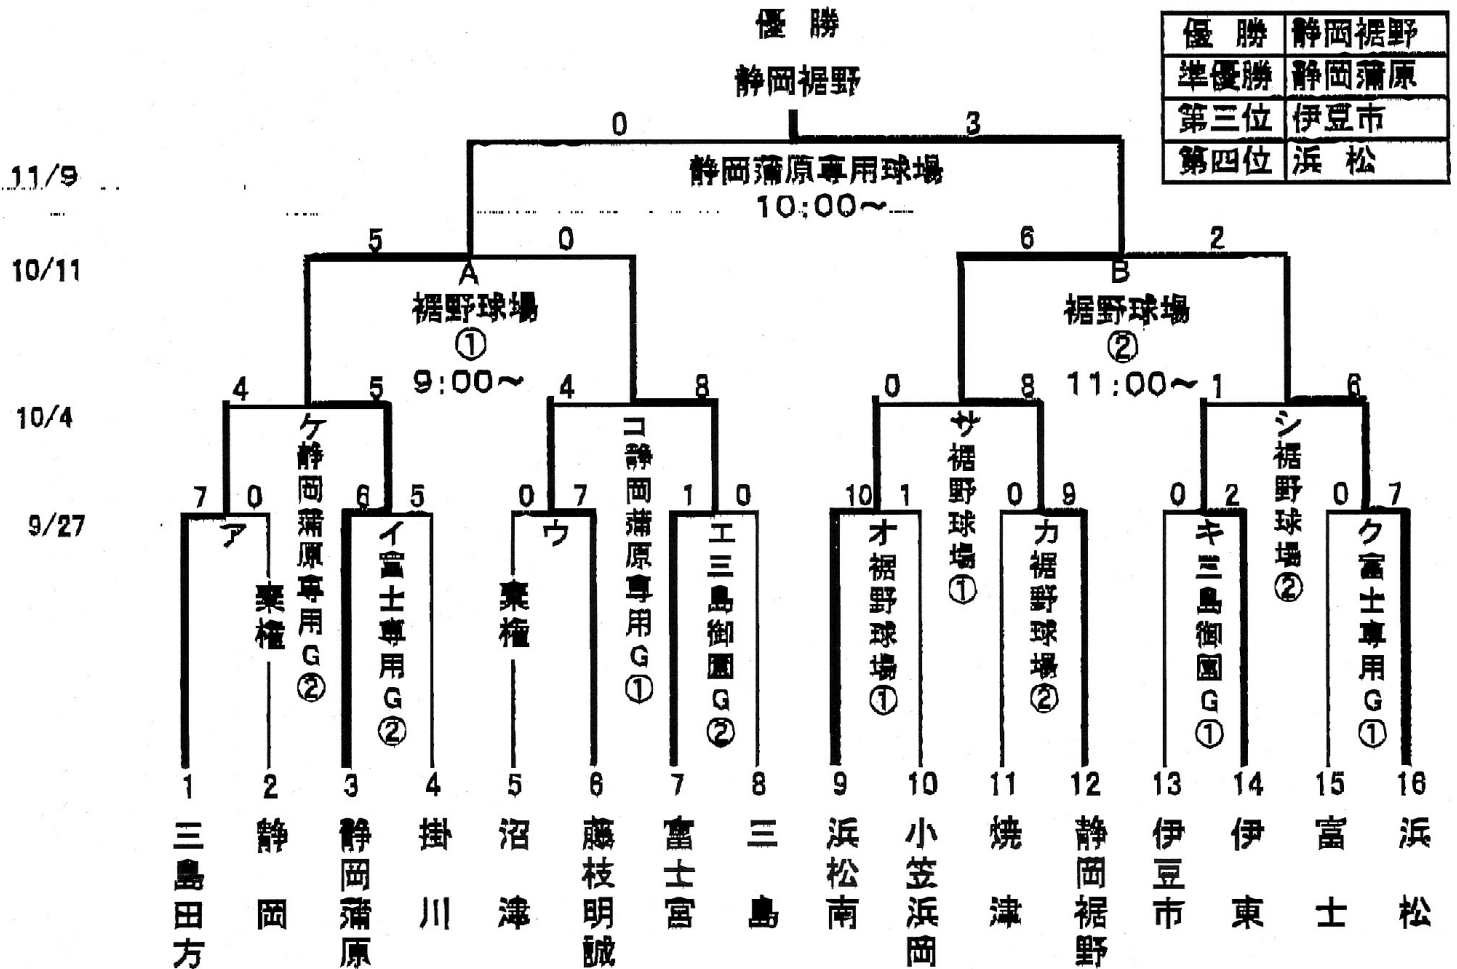 優 勝
静岡裾野
優 勝 静岡裾野
準優勝 静岡蒲原
第三位 伊豆市
第四位 浜 松
0 3
11/9
静岡蒲原専用球場
10:00~
5 0 6 2
10/11
A B
裾野球場 裾野球場
① ②
9:00~ 11:00~
4 5 4 8 0 8 1 6
10/4
ケ静岡蒲原専用G②
コ静岡蒲原専用G①
サ裾野球場①
シ裾野球場②
7 0 6 5 0 7 1 0 10 1 0 9 0 2 0 7
9/27
ア
棄権
イ富士専用G②
ウ
棄権
エ三島御園G②
オ裾野球場①
カ裾野球場②
キ三島御園G①
ク富士専用G①
1 2 3 4 5 6 7 8 9 10 11 12 13 14 15 16
三島田方
静岡
静岡蒲原
掛川
沼津
藤枝明誠
富士宮
三島
浜松南
小笠浜岡
焼津
静岡裾野
伊豆市
伊東
富士
浜松